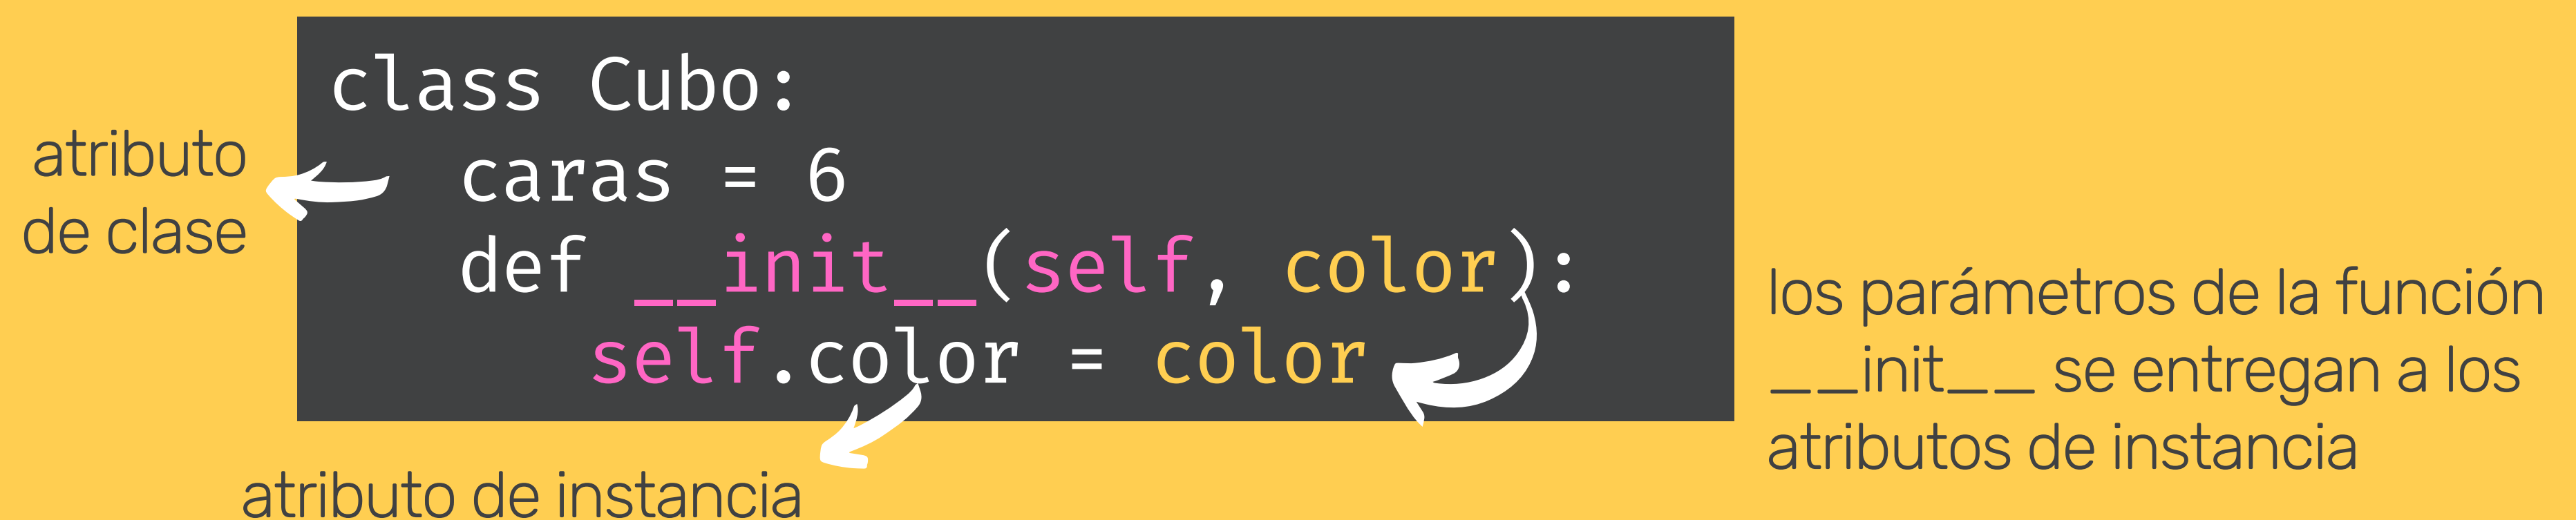 class Cubo:
caras = 6
def __init__(self, color):
self.color = color
atributo
de clase
atributo de instancia
los parámetros de la función
__init__ se entregan a los
atributos de instancia